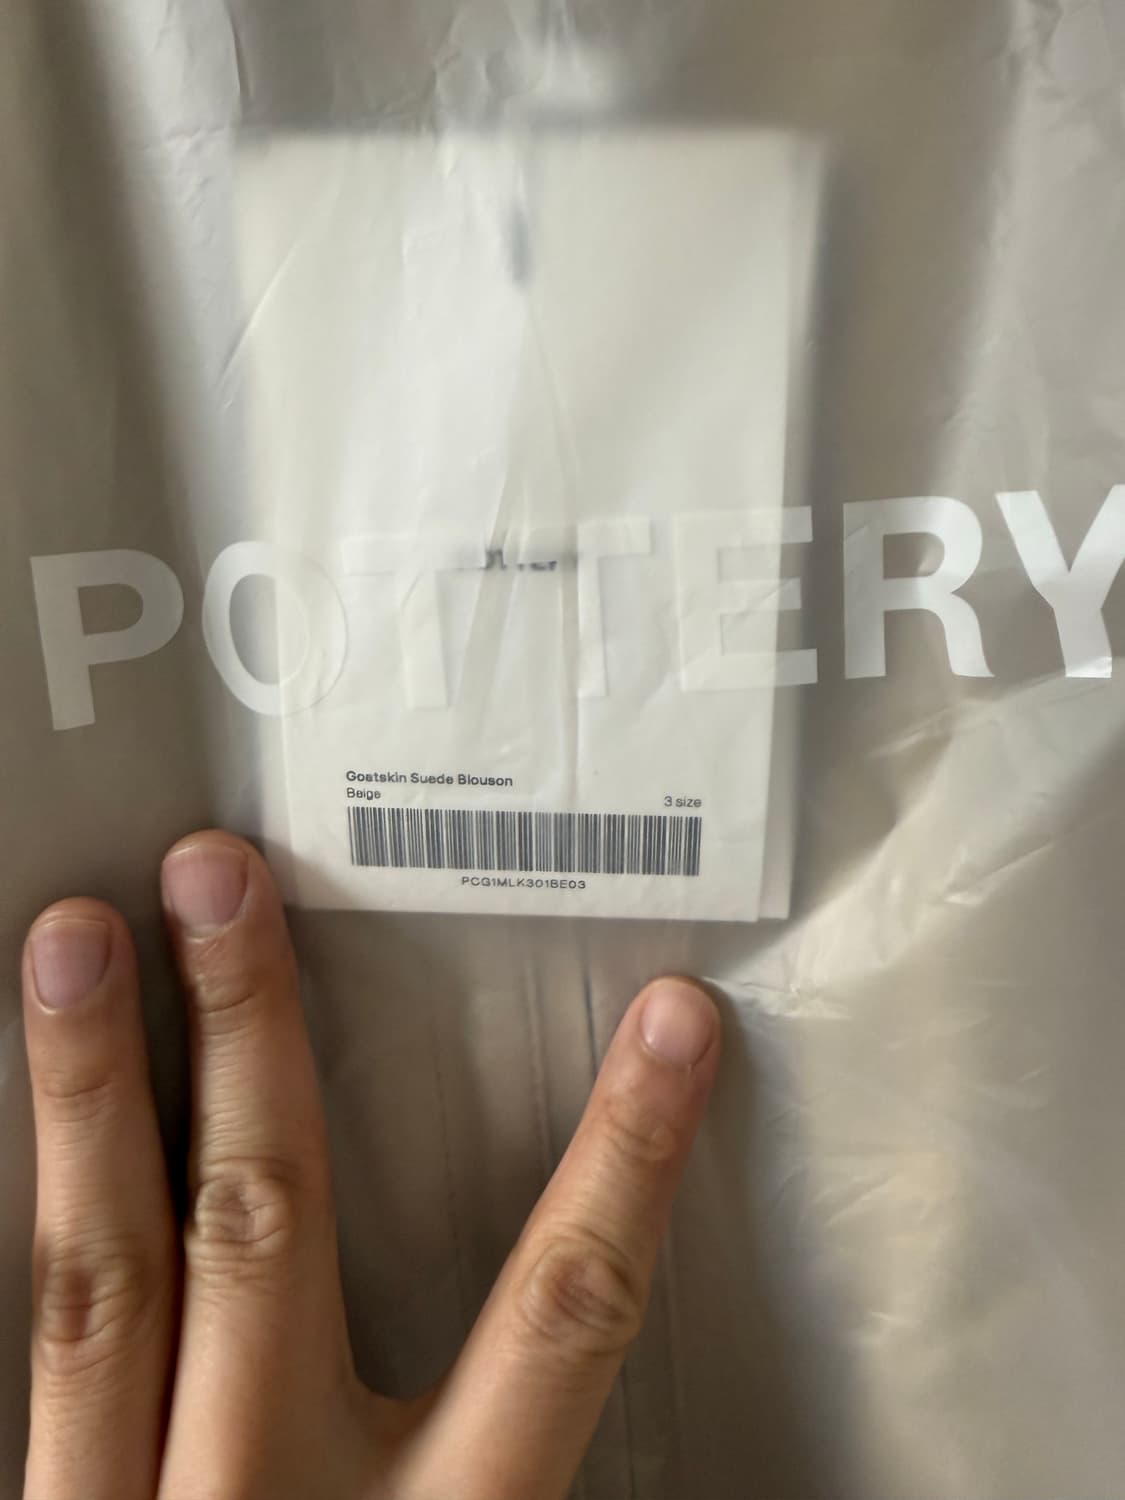 POTTERY
Goatskin Suede Blouson
Beige
3 size
PCG1MLK301BE03